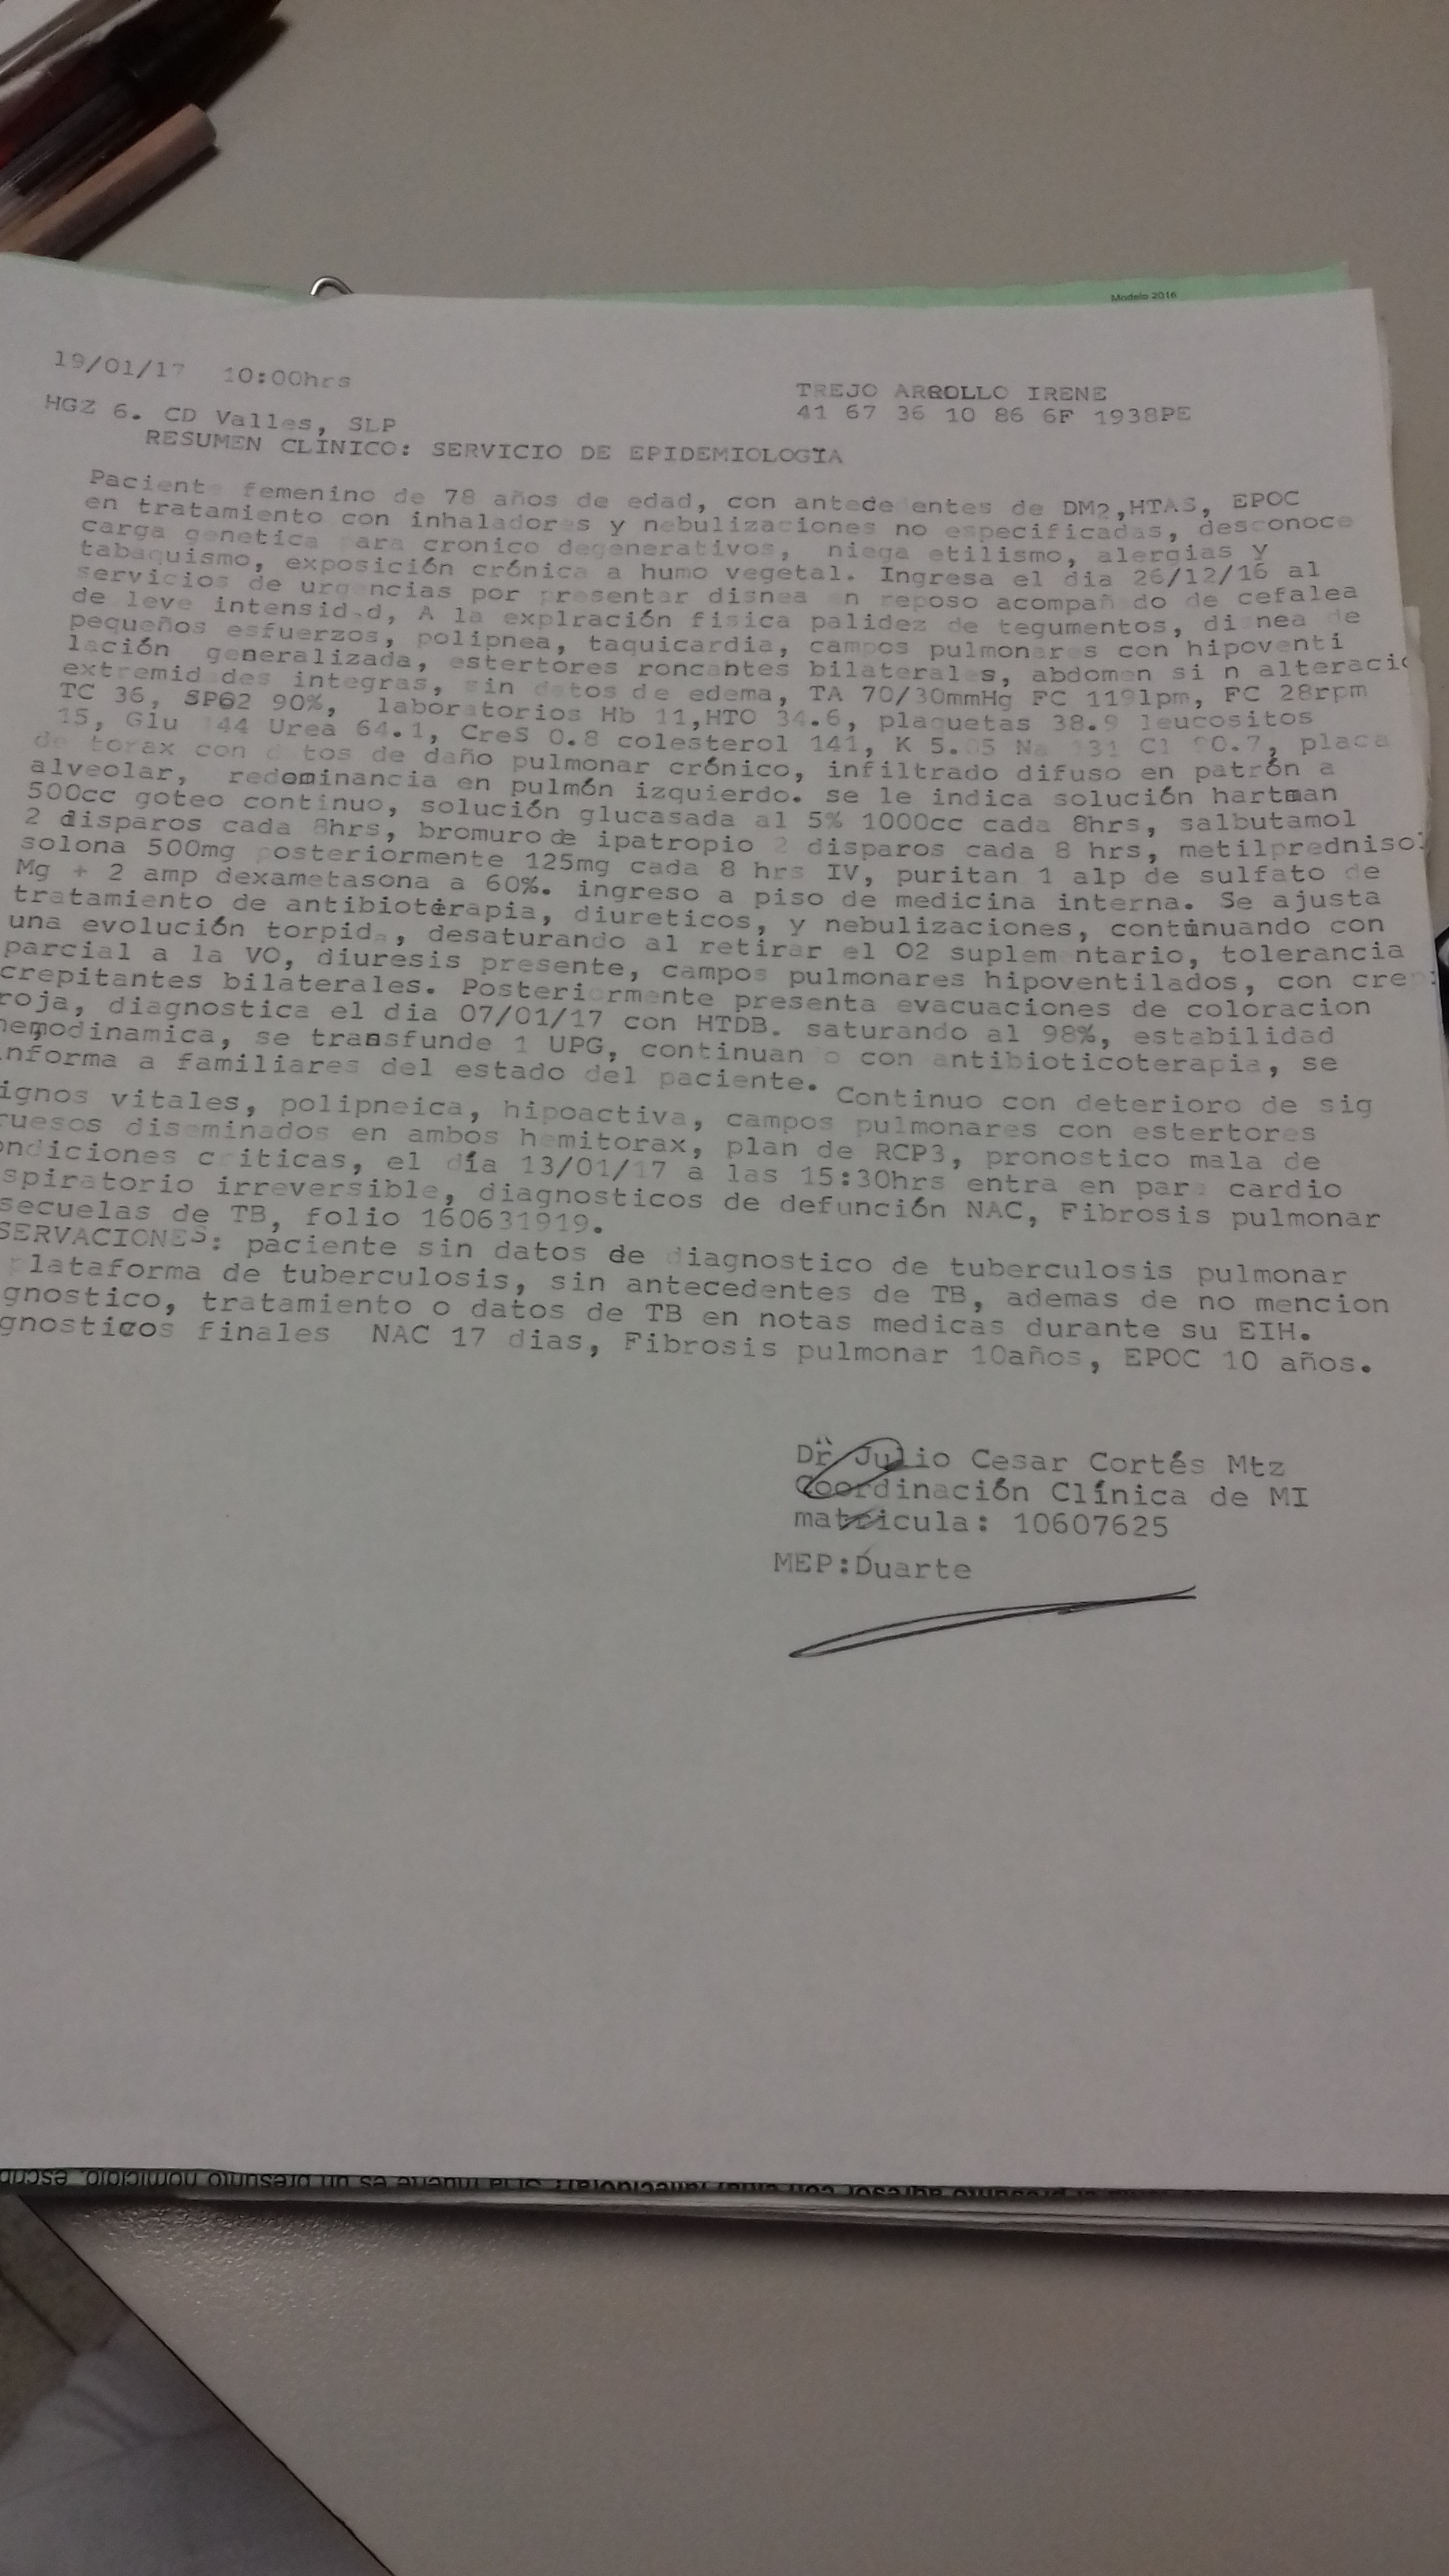 Modelo 2016
19/01/17 10:00hrs
TREJO ARROLLO IRENE
HGZ 6. CD Valles, SLP
41 67 36 10 86 6F 1938PE
RESUMEN CLINICO: SERVICIO DE EPIDEMIOLOGIA
Paciente femenino de 78 años de edad, con antecedentes de DM2,HTAS, EPOC
en tratamiento con inhaladores y nebulizaciones no especificadas, desconoce
carga genetica para cronico degenerativos, niega etilismo, alergias y
tabaquismo, exposición crónica a humo vegetal. Ingresa el dia 26/12/16 al
servicios de urgencias por presentar disnea en reposo acompañado de cefalea
de leve intensidad, A la explración fisica palidez de tegumentos, disnea de
pequeños esfuerzos, polipnea, taquicardia, campos pulmonares con hipoventi
lación generalizada, estertores roncantes bilaterales, abdomen si n alteracio
extremidades integras, sin datos de edema, TA 70/30mmHg FC 119lpm, FC 28rpm
TC 36, SPO2 90%, laboratorios Hb 11,HTO 34.6, plaquetas 38.9 leucositos
15, Glu 144 Urea 64.1, CreS 0.8 colesterol 141, K 5.05 Na 131 Cl 90.7, placa
de torax con datos de daño pulmonar crónico, infiltrado difuso en patrón a
alveolar, redominancia en pulmón izquierdo. se le indica solución hartman
500cc goteo continuo, solución glucasada al 5% 1000cc cada 8hrs, salbutamol
2 disparos cada 8hrs, bromuro de ipatropio 2 disparos cada 8 hrs, metilprednisol
solona 500mg posteriormente 125mg cada 8 hrs IV, puritan 1 alp de sulfato de
Mg + 2 amp dexametasona a 60%. ingreso a piso de medicina interna. Se ajusta
tratamiento de antibioterapia, diureticos, y nebulizaciones, continuando con
una evolución torpida, desaturando al retirar el O2 suplementario, tolerancia
parcial a la VO, diuresis presente, campos pulmonares hipoventilados, con crepi
crepitantes bilaterales. Posteriormente presenta evacuaciones de coloracion
roja, diagnostica el dia 07/01/17 con HTDB. saturando al 98%, estabilidad
hemodinamica, se transfunde 1 UPG, continuando con antibioticoterapia, se
nforma a familiares del estado del paciente. Continuo con deterioro de sig
ignos vitales, polipneica, hipoactiva, campos pulmonares con estertores
ruesos diseminados en ambos hemitorax, plan de RCP3, pronostico mala de
ondiciones criticas, el día 13/01/17 a las 15:30hrs entra en para cardio
spiratorio irreversible, diagnosticos de defunción NAC, Fibrosis pulmonar
secuelas de TB, folio 160631919.
SERVACIONES: paciente sin datos de diagnostico de tuberculosis pulmonar
plataforma de tuberculosis, sin antecedentes de TB, ademas de no mencion
gnostico, tratamiento o datos de TB en notas medicas durante su EIH.
gnosticos finales NAC 17 dias, Fibrosis pulmonar 10años, EPOC 10 años.
Dr Julio Cesar Cortés Mtz
Coordinación Clínica de MI
matricula: 10607625
MEP:Duarte
Si la muerte es un presunto homicidio, escrib